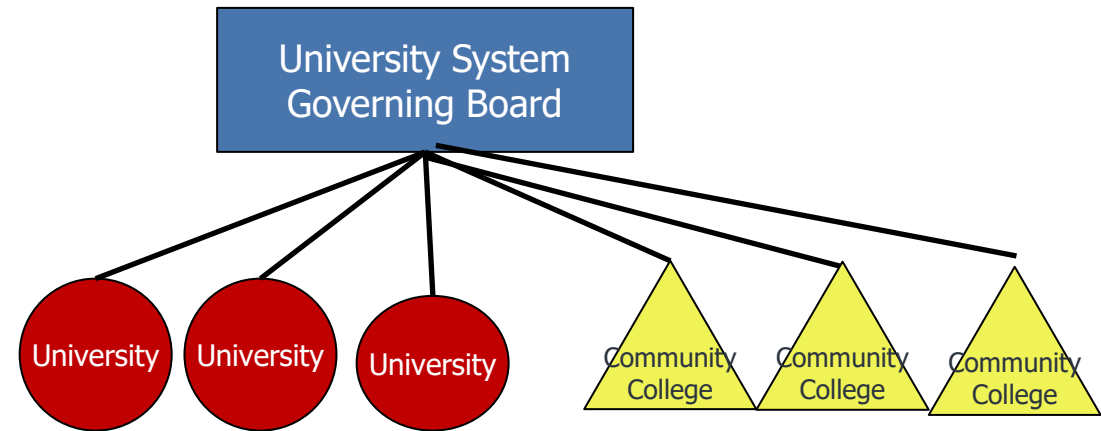 University System
Governing Board
University
University
University
Community
College
Community
College
Community
College